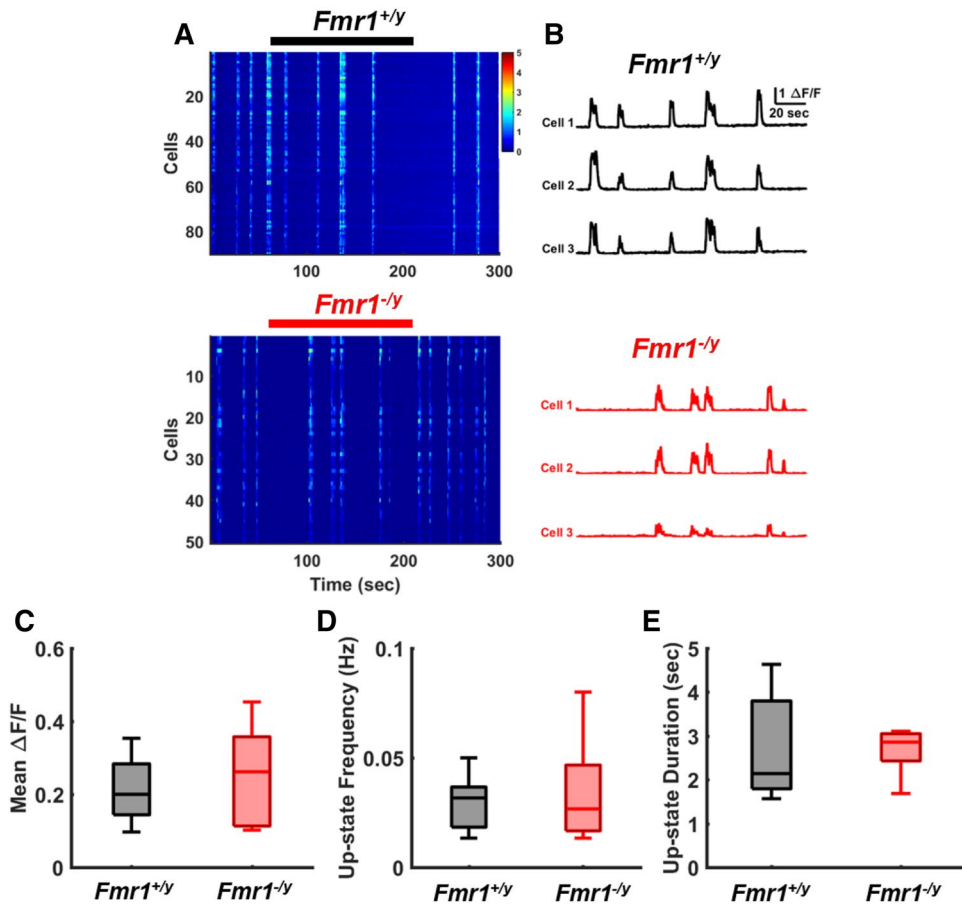 A
Fmr1+/y
5
4
3
2
1
0
Cells
20
40
60
80
100
200
300
B
Fmr1+/y
1 ΔF/F
20 sec
Cell 1
Cell 2
Cell 3
Fmr1-/y
Cells
10
20
30
40
50
100
200
300
Time (sec)
Fmr1-/y
Cell 1
Cell 2
Cell 3
C
Mean ΔF/F
0.6
0.4
0.2
0
Fmr1+/y
Fmr1-/y
D
Up-state Frequency (Hz)
0.1
0.05
0
Fmr1+/y
Fmr1-/y
E
Up-state Duration (sec)
5
4
3
2
1
0
Fmr1+/y
Fmr1-/y